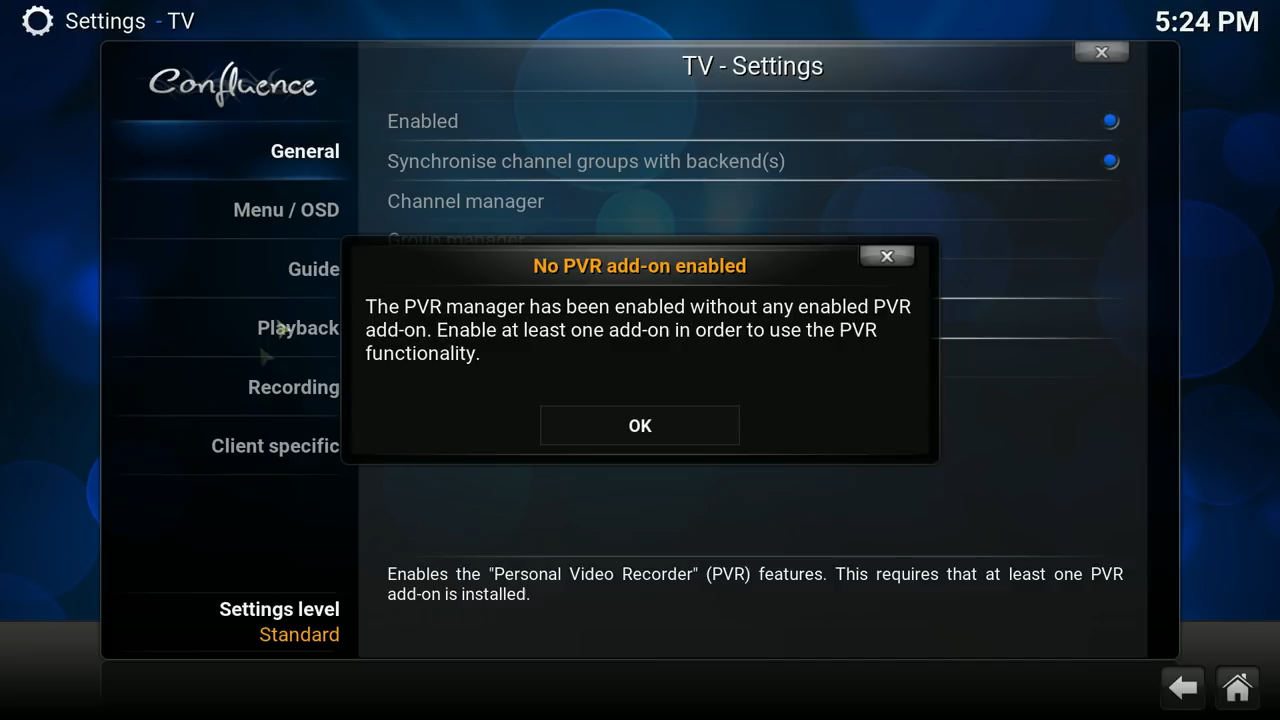 Settings - TV
5:24 PM
Confluence
TV - Settings
General
Menu / OSD
Guide
Playback
Recording
Client specific
Settings level
Standard
Enabled
Synchronise channel groups with backend(s)
Channel manager
Group manager
No PVR add-on enabled
The PVR manager has been enabled without any enabled PVR
add-on. Enable at least one add-on in order to use the PVR
functionality.
OK
Enables the "Personal Video Recorder" (PVR) features. This requires that at least one PVR
add-on is installed.